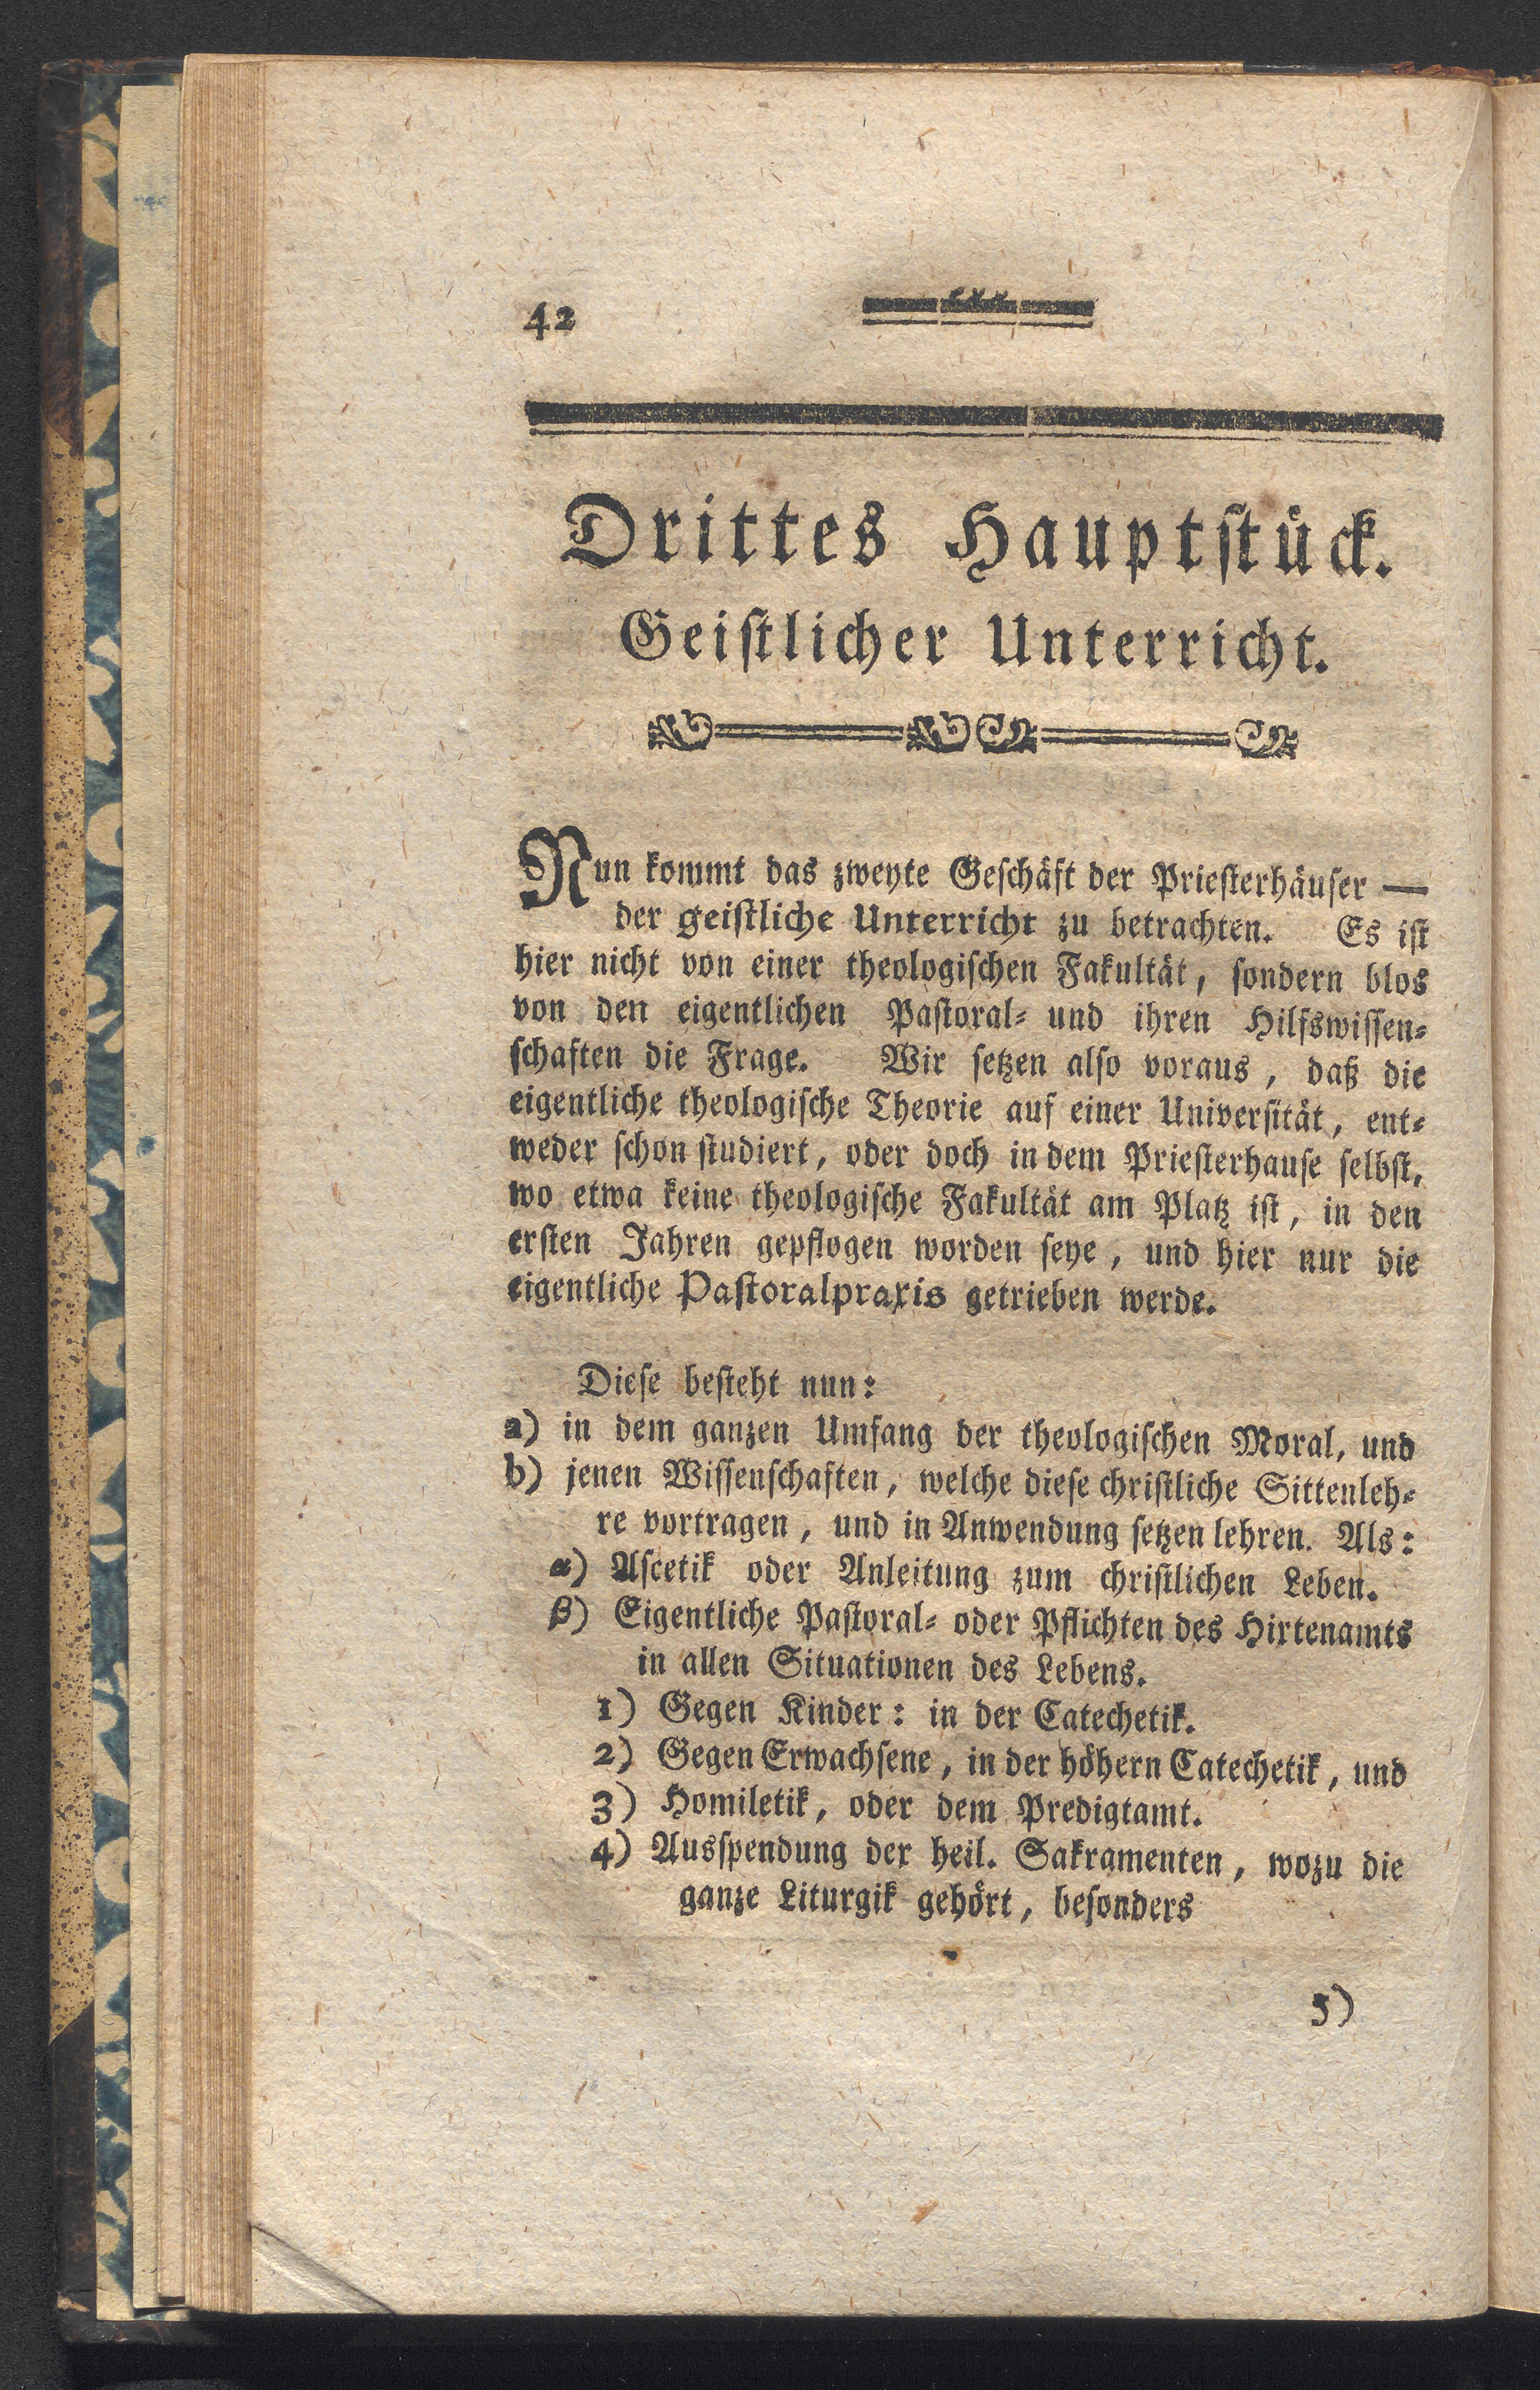 42
Drittes Hauptstück.
Geistlicher Unterricht.
Nun kommt das zweyte Geschäft der Priesterhäuser —
der geistliche Unterricht zu betrachten. Es ist
hier nicht von einer theologischen Fakultät, sondern blos
von den eigentlichen Pastoral- und ihren Hilfswissen-
schaften die Frage. Wir setzen also voraus, daß die
eigentliche theologische Theorie auf einer Universität, ent-
weder schon studiert, oder doch in dem Priesterhause selbst,
wo etwa keine theologische Fakultät am Platz ist, in den
ersten Jahren gepflogen worden seye, und hier nur die
eigentliche Pastoralpraxis getrieben werde.
Diese besteht nun:
a) in dem ganzen Umfang der theologischen Moral, und
b) jenen Wissenschaften, welche diese christliche Sittenleh-
re vortragen, und in Anwendung setzen lehren. Als:
α) Ascetik oder Anleitung zum christlichen Leben.
β) Eigentliche Pastoral- oder Pflichten des Hirtenamts
in allen Situationen des Lebens.
1) Gegen Kinder: in der Catechetik.
2) Gegen Erwachsene, in der höhern Catechetik, und
3) Homiletik, oder dem Predigtamt.
4) Ausspendung der heil. Sakramenten, wozu die
ganze Liturgik gehört, besonders
5)